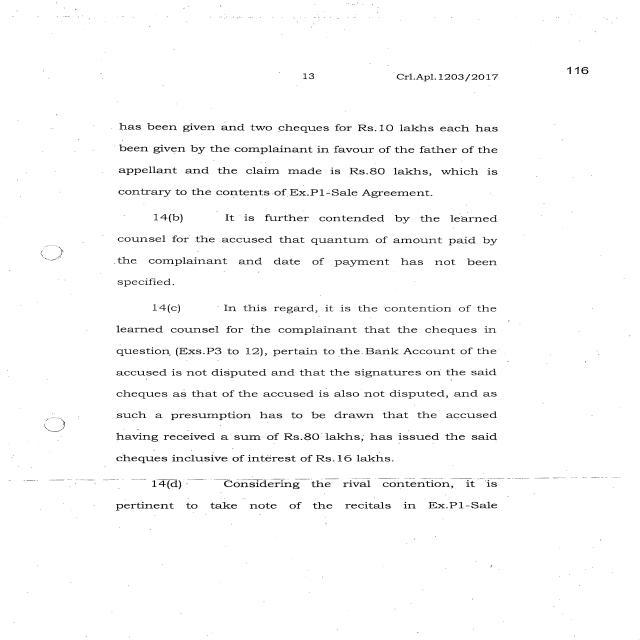 13 Crl.Apl.1203/2017 116
has been given and two cheques for Rs.10 lakhs each has
been given by the complainant in favour of the father of the
appellant and the claim made is Rs.80 lakhs, which is
contrary to the contents of Ex.P1-Sale Agreement.
14(b) It is further contended by the learned
counsel for the accused that quantum of amount paid by
the complainant and date of payment has not been
specified.
14(c) In this regard, it is the contention of the
learned counsel for the complainant that the cheques in
question (Exs.P3 to 12), pertain to the Bank Account of the
accused is not disputed and that the signatures on the said
cheques as that of the accused is also not disputed, and as
such a presumption has to be drawn that the accused
having received a sum of Rs.80 lakhs, has issued the said
cheques inclusive of interest of Rs.16 lakhs.
14(d) Considering the rival contention, it is
pertinent to take note of the recitals in Ex.P1-Sale